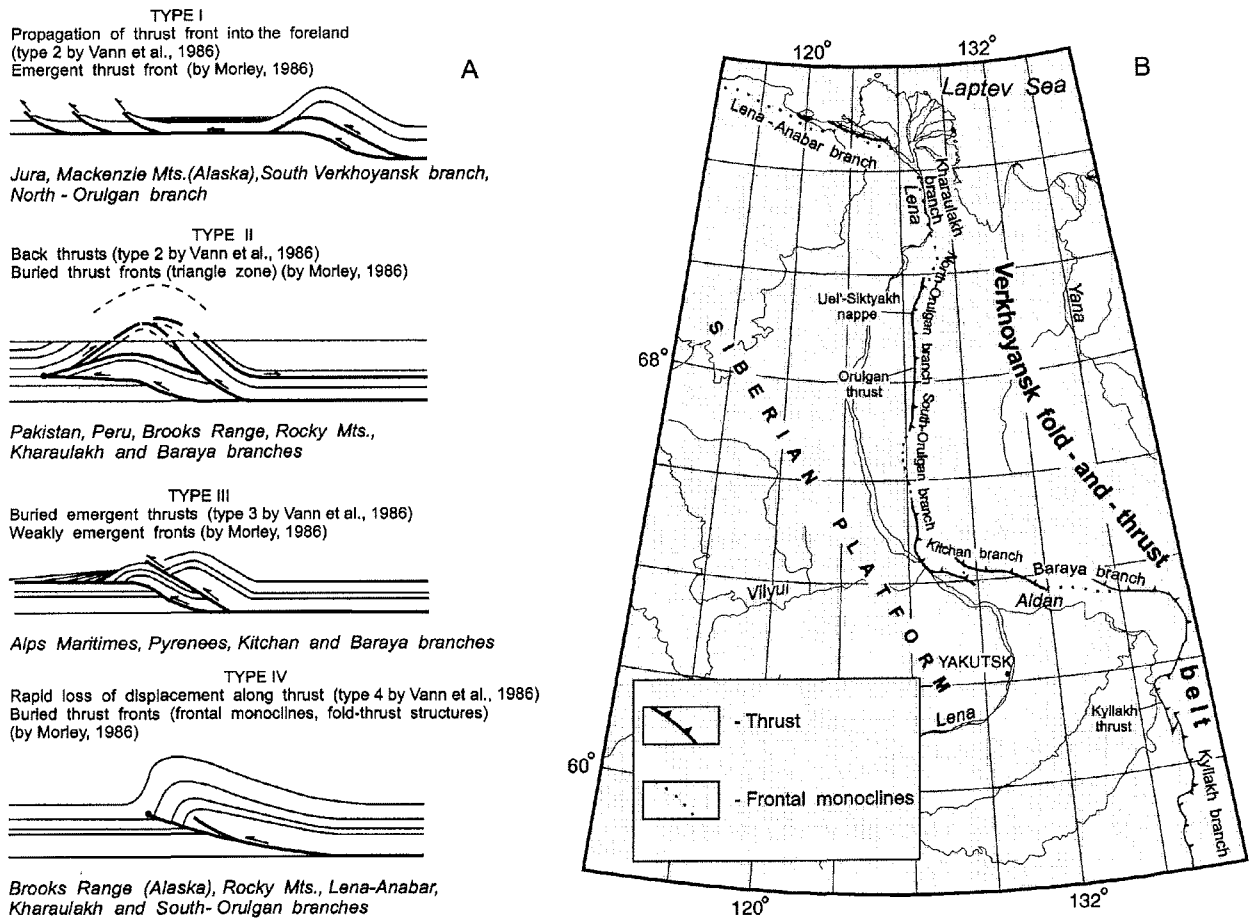 TYPE I
Propagation of thrust front into the foreland
(type 2 by Vann et al., 1986)
Emergent thrust front (by Morley, 1986)
A
Jura, Mackenzie Mts.(Alaska),South Verkhoyansk branch,
North - Orulgan branch
TYPE II
Back thrusts (type 2 by Vann et al., 1986)
Buried thrust fronts (triangle zone) (by Morley, 1986)
Pakistan, Peru, Brooks Range, Rocky Mts.,
Kharaulakh and Baraya branches
TYPE III
Buried emergent thrusts (type 3 by Vann et al., 1986)
Weakly emergent fronts (by Morley, 1986)
Alps Maritimes, Pyrenees, Kitchan and Baraya branches
TYPE IV
Rapid loss of displacement along thrust (type 4 by Vann et al., 1986)
Buried thrust fronts (frontal monoclines, fold-thrust structures)
(by Morley, 1986)
Brooks Range (Alaska), Rocky Mts., Lena-Anabar,
Kharaulakh and South- Orulgan branches
B
120°
132°
Laptev Sea
Lena - Anabar branch
Kharaulakh
branch
Lena
North-Orulgan branch
Uel'-Siktyakh
nappe
Verkhoyansk fold - and - thrust
belt
Yana
68°
Orulgan
thrust
SIBERIAN PLATFORM
South-Orulgan branch
Kitchan branch
Baraya branch
Vilyui
Aldan
YAKUTSK
Lena
Kyllakh
thrust
Kyllakh branch
60°
- Thrust
- Frontal monoclines
120°
132°